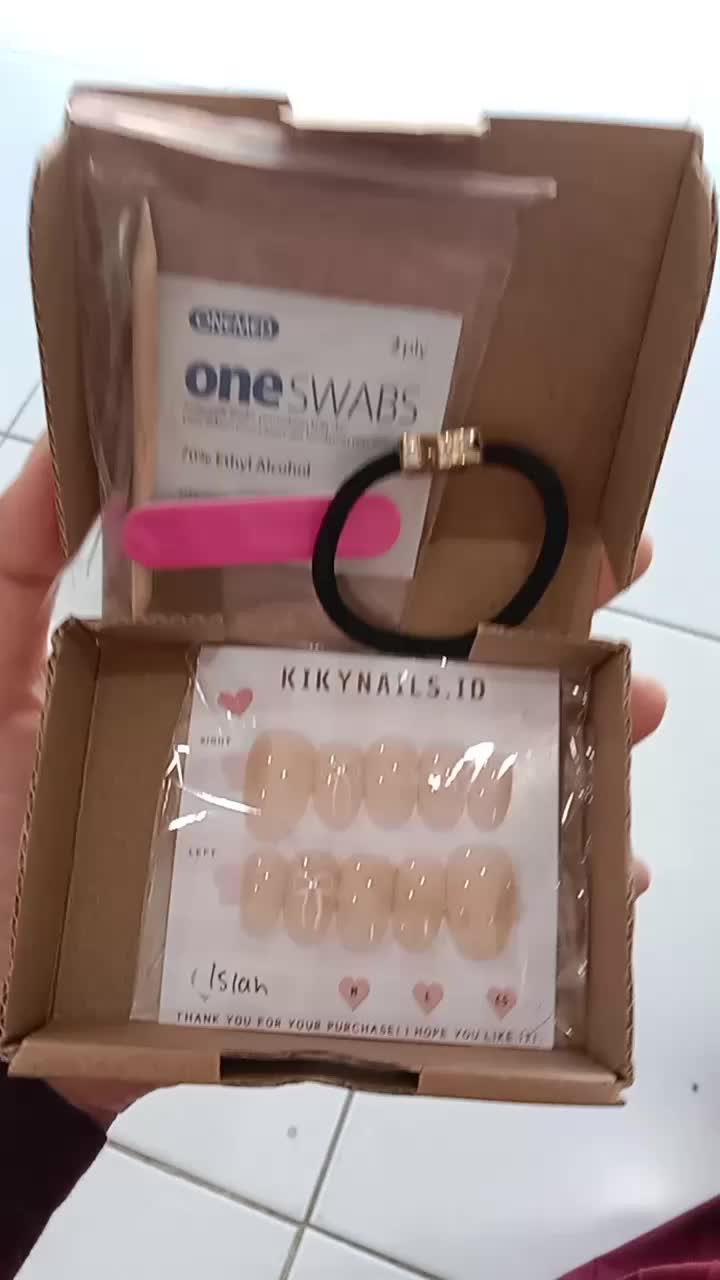 ONEMED
3 ply
one SWABS
70% Ethyl Alcohol
KIKYNAILS.ID
RIGHT
LEFT
Islah
THANK YOU FOR YOUR PURCHASE! I HOPE YOU LIKE IT!